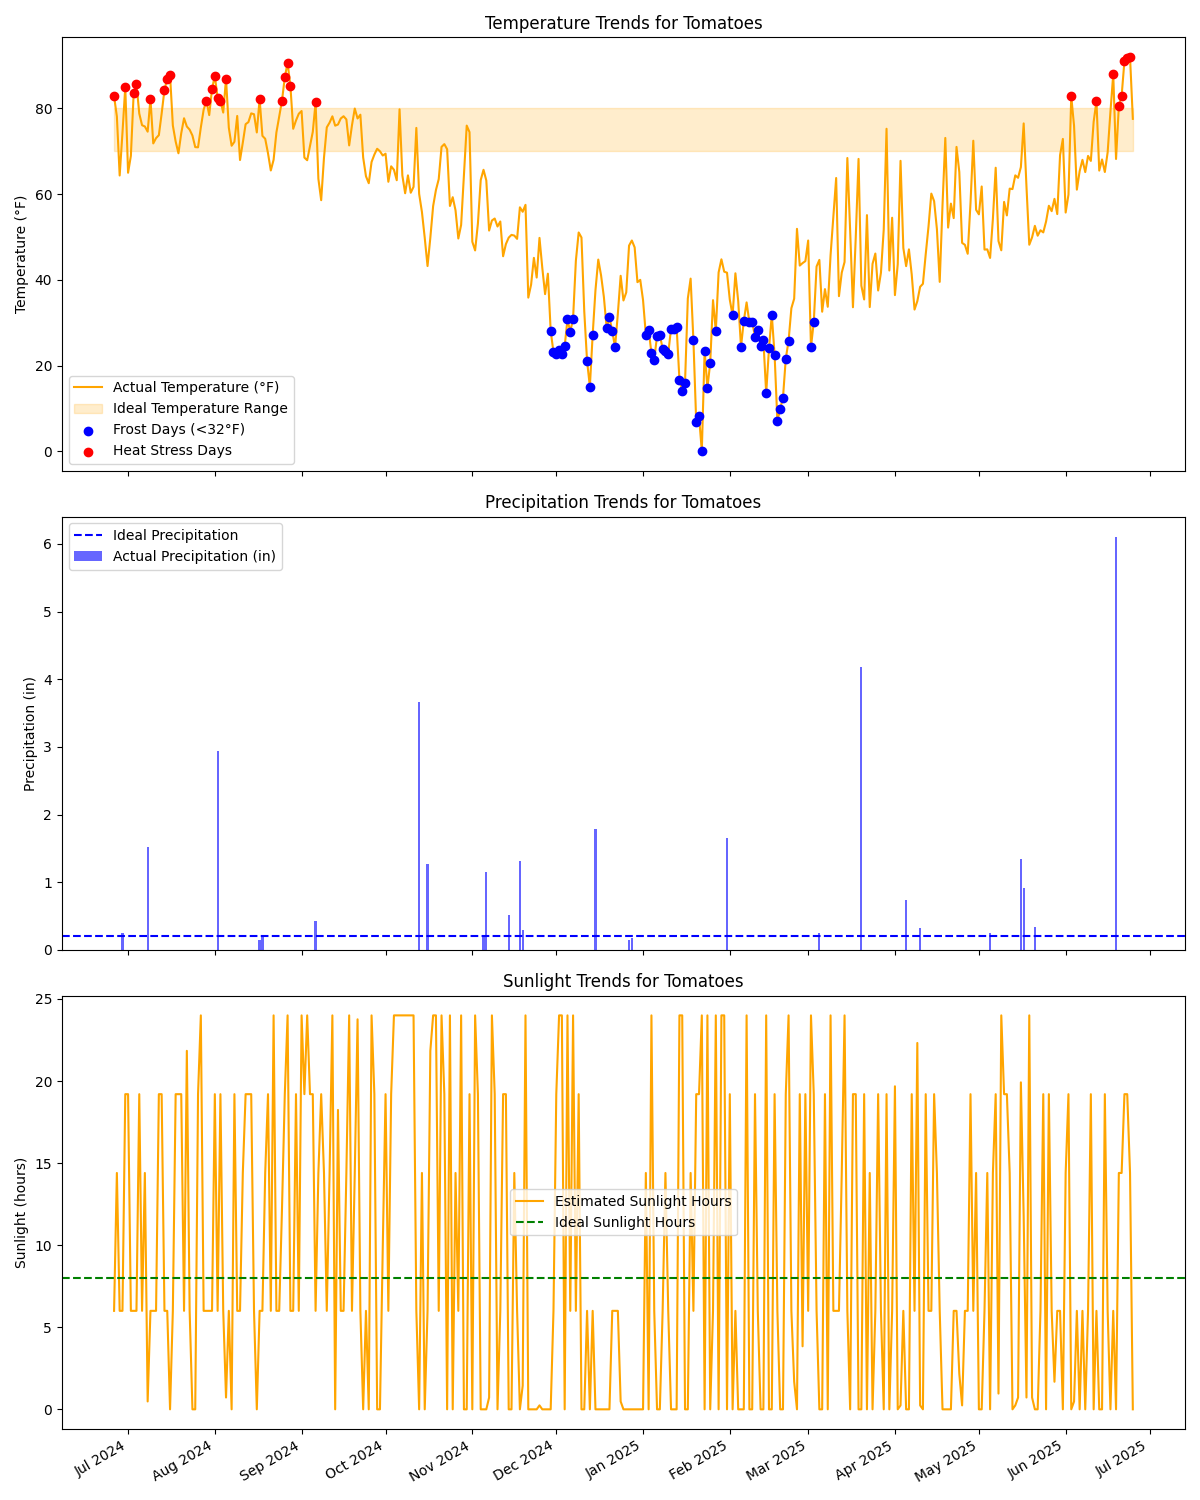 Temperature Trends for Tomatoes
Temperature (°F)
80
60
40
20
0
Actual Temperature (°F)
Ideal Temperature Range
Frost Days (<32°F)
Heat Stress Days
Precipitation Trends for Tomatoes
Precipitation (in)
6
5
4
3
2
1
0
Ideal Precipitation
Actual Precipitation (in)
Sunlight Trends for Tomatoes
Sunlight (hours)
25
20
15
10
5
0
Estimated Sunlight Hours
Ideal Sunlight Hours
Jul 2024
Aug 2024
Sep 2024
Oct 2024
Nov 2024
Dec 2024
Jan 2025
Feb 2025
Mar 2025
Apr 2025
May 2025
Jun 2025
Jul 2025